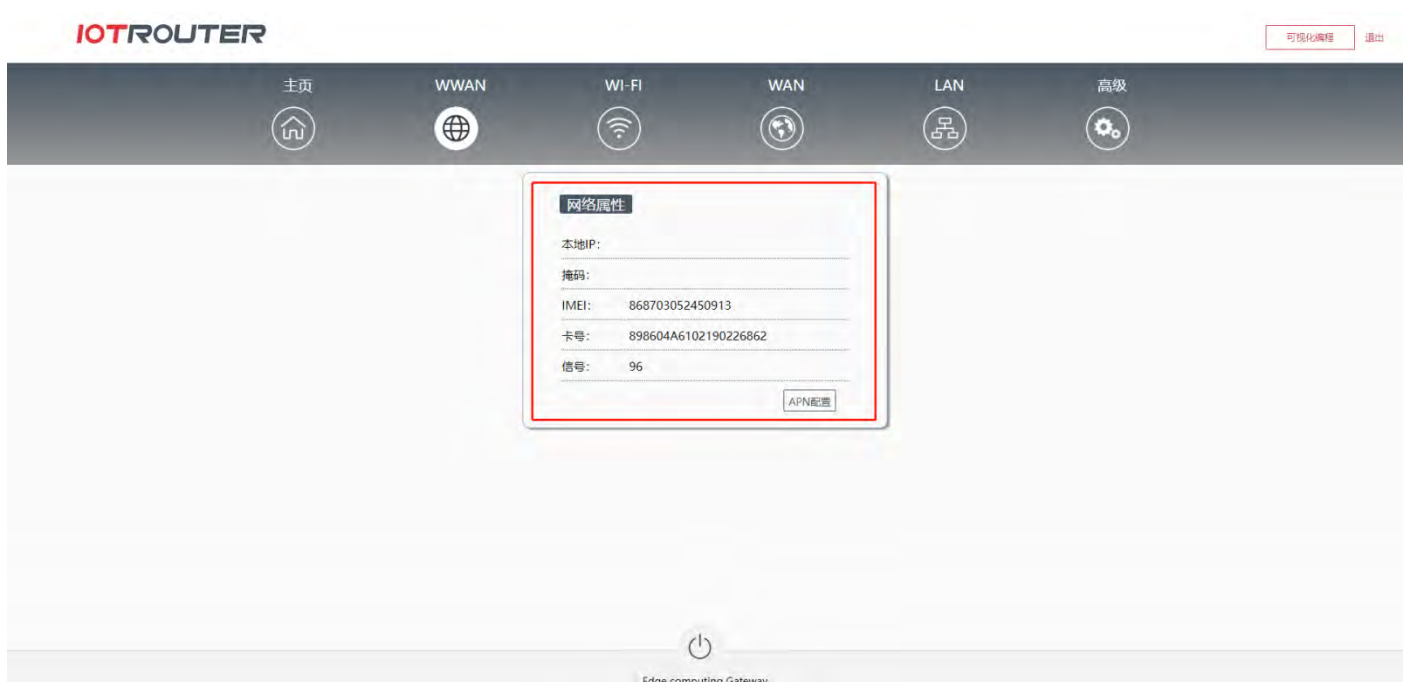 IOTROUTER
可视化编程 退出
主页 WWAN WI-FI WAN LAN 高级
网络属性
本地IP：
掩码：
IMEI： 868703052450913
卡号： 898604A6102190226862
信号： 96
APN配置
Edge computing Gateway